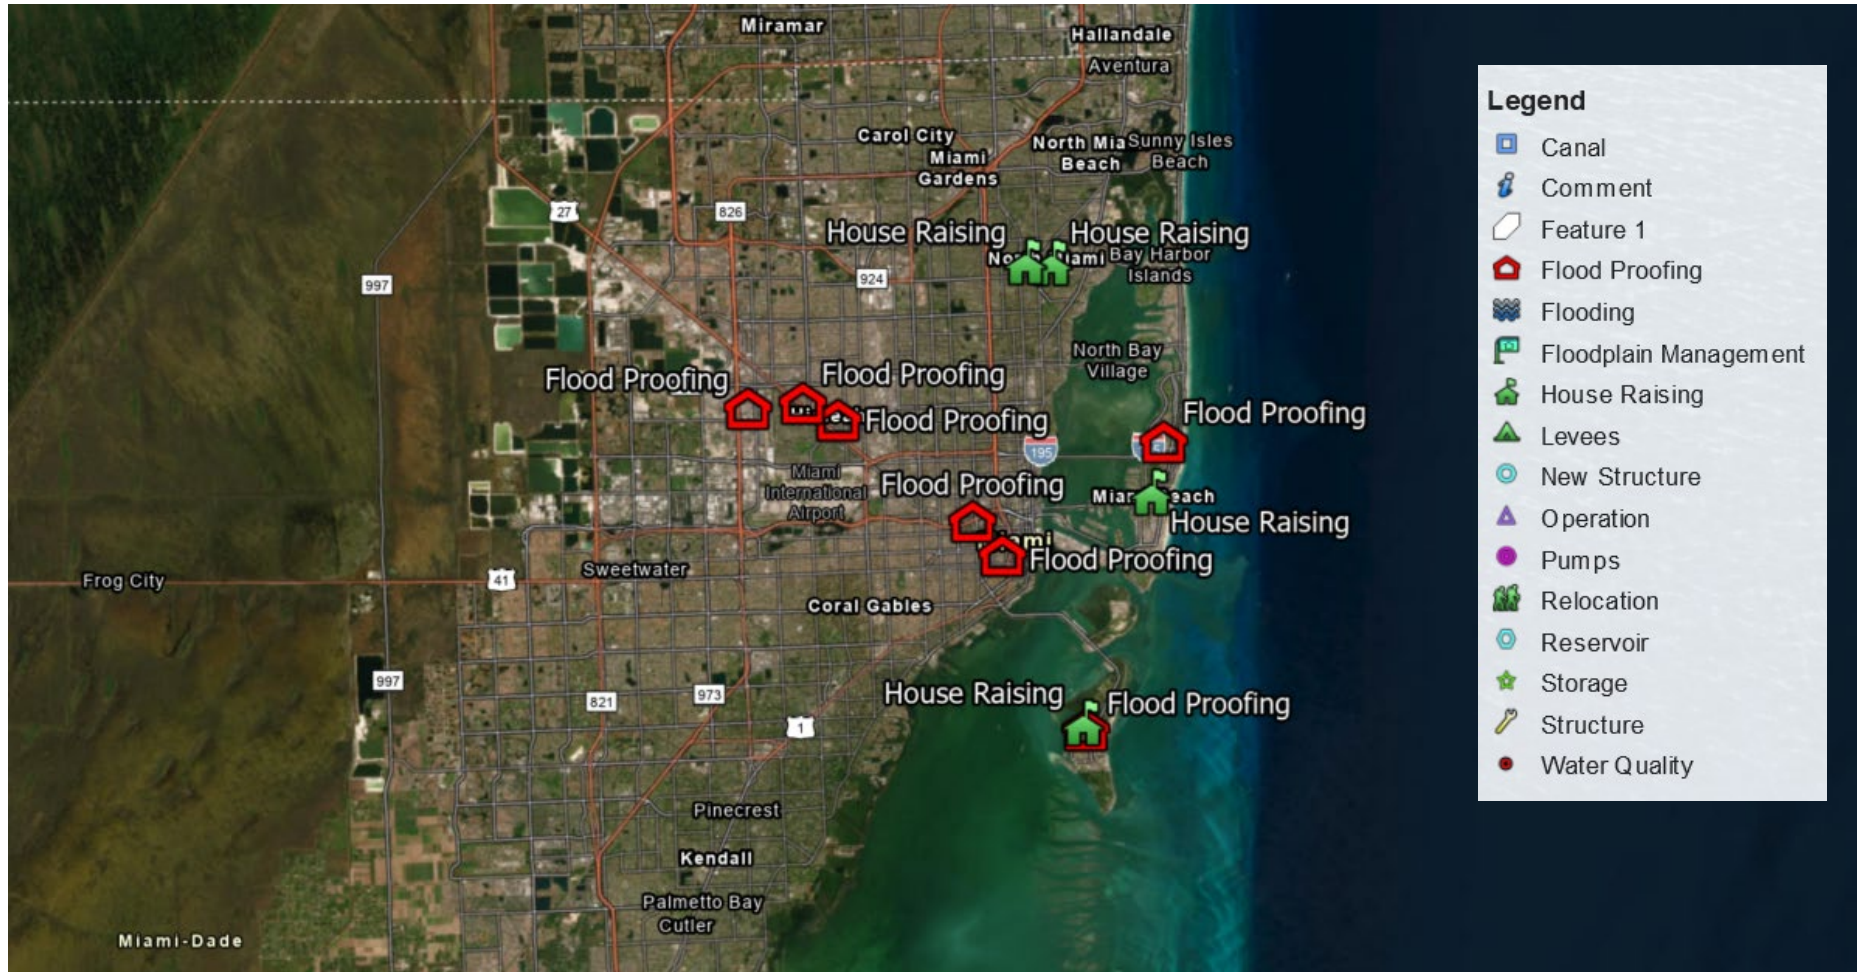 Miramar
Hallandale
Aventura
Carol City
North Mia
Beach
Sunny Isles
Beach
Miami
Gardens
27
826
House Raising
House Raising
Bay Harbor
Islands
924
997
North Bay
Village
Flood Proofing
Flood Proofing
Flood Proofing
Flood Proofing
195
Miami
International
Airport
Flood Proofing
House Raising
Flood Proofing
Sweetwater
Frog City
41
Coral Gables
997
821
973
1
House Raising
Flood Proofing
Pinecrest
Kendall
Palmetto Bay
Cutler
Miami-Dade
Legend
Canal
Comment
Feature 1
Flood Proofing
Flooding
Floodplain Management
House Raising
Levees
New Structure
Operation
Pumps
Relocation
Reservoir
Storage
Structure
Water Quality